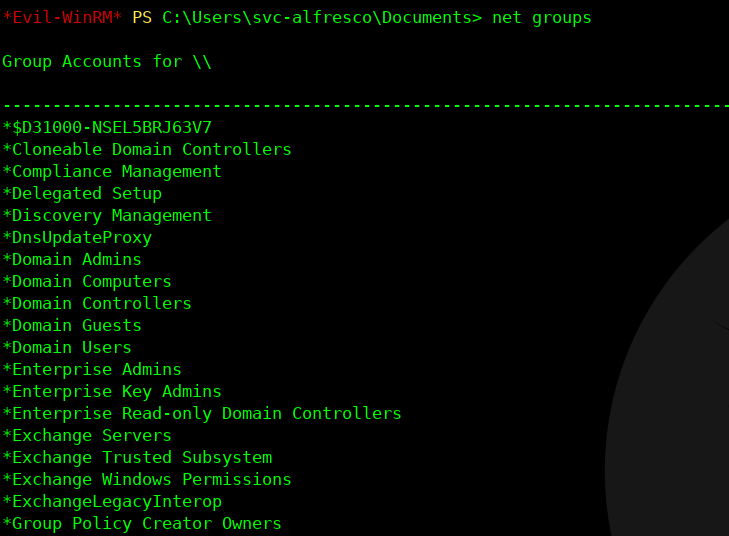 *Evil-WinRM* PS C:\Users\svc-alfresco\Documents> net groups
Group Accounts for \\
-------------------------------------------------------------------------
*$D31000-NSEL5BRJ63V7
*Cloneable Domain Controllers
*Compliance Management
*Delegated Setup
*Discovery Management
*DnsUpdateProxy
*Domain Admins
*Domain Computers
*Domain Controllers
*Domain Guests
*Domain Users
*Enterprise Admins
*Enterprise Key Admins
*Enterprise Read-only Domain Controllers
*Exchange Servers
*Exchange Trusted Subsystem
*Exchange Windows Permissions
*ExchangeLegacyInterop
*Group Policy Creator Owners